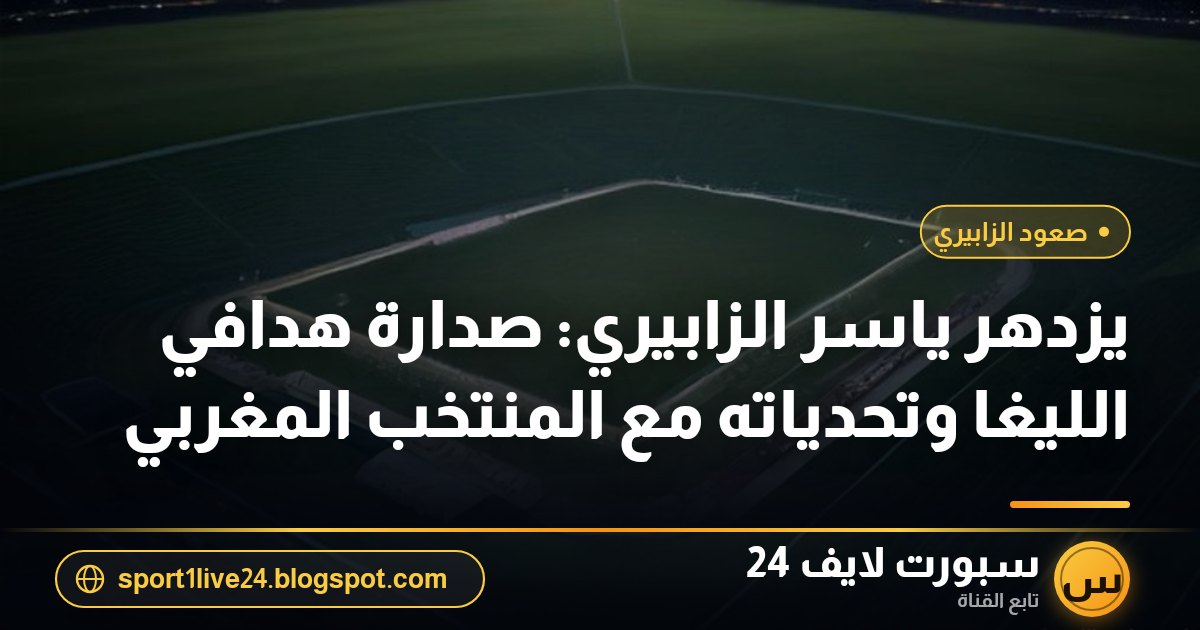 صعود الزابيري
يزدهر ياسر الزابيري: صدارة هدافي
الليغا وتحدياته مع المنتخب المغربي
س
سبورت لايف 24
تابع القناة
sport1live24.blogspot.com